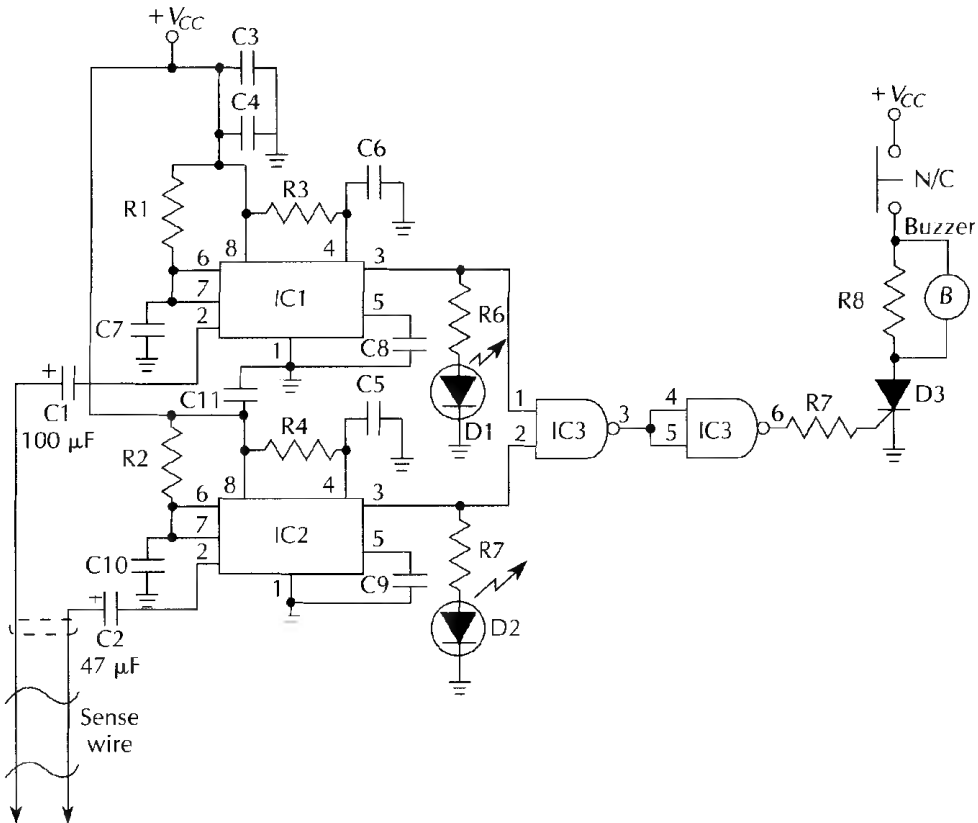 +VCC
C3
C4
C6
+VCC
R3
N/C
R1
8
4
Buzzer
6
3
7
IC1
R8
B
5
2
R6
C7
1
C8
+
C11
C5
D3
C1
R4
D1
1
3
4
6
R7
100 µF
IC3
IC3
R2
2
5
8
4
6
3
7
IC2
5
2
R7
C10
1
C9
+
C2
D2
47 µF
Sense
wire